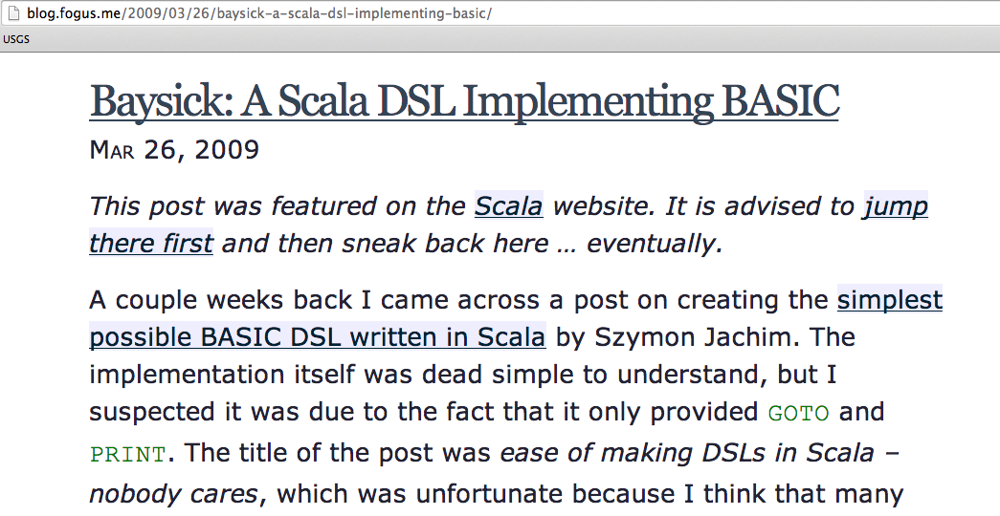 blog.fogus.me/2009/03/26/baysick-a-scala-dsl-implementing-basic/
USGS
Baysick: A Scala DSL Implementing BASIC
Mar 26, 2009
This post was featured on the Scala website. It is advised to jump
there first and then sneak back here … eventually.
A couple weeks back I came across a post on creating the simplest
possible BASIC DSL written in Scala by Szymon Jachim. The
implementation itself was dead simple to understand, but I
suspected it was due to the fact that it only provided GOTO and
PRINT. The title of the post was ease of making DSLs in Scala –
nobody cares, which was unfortunate because I think that many